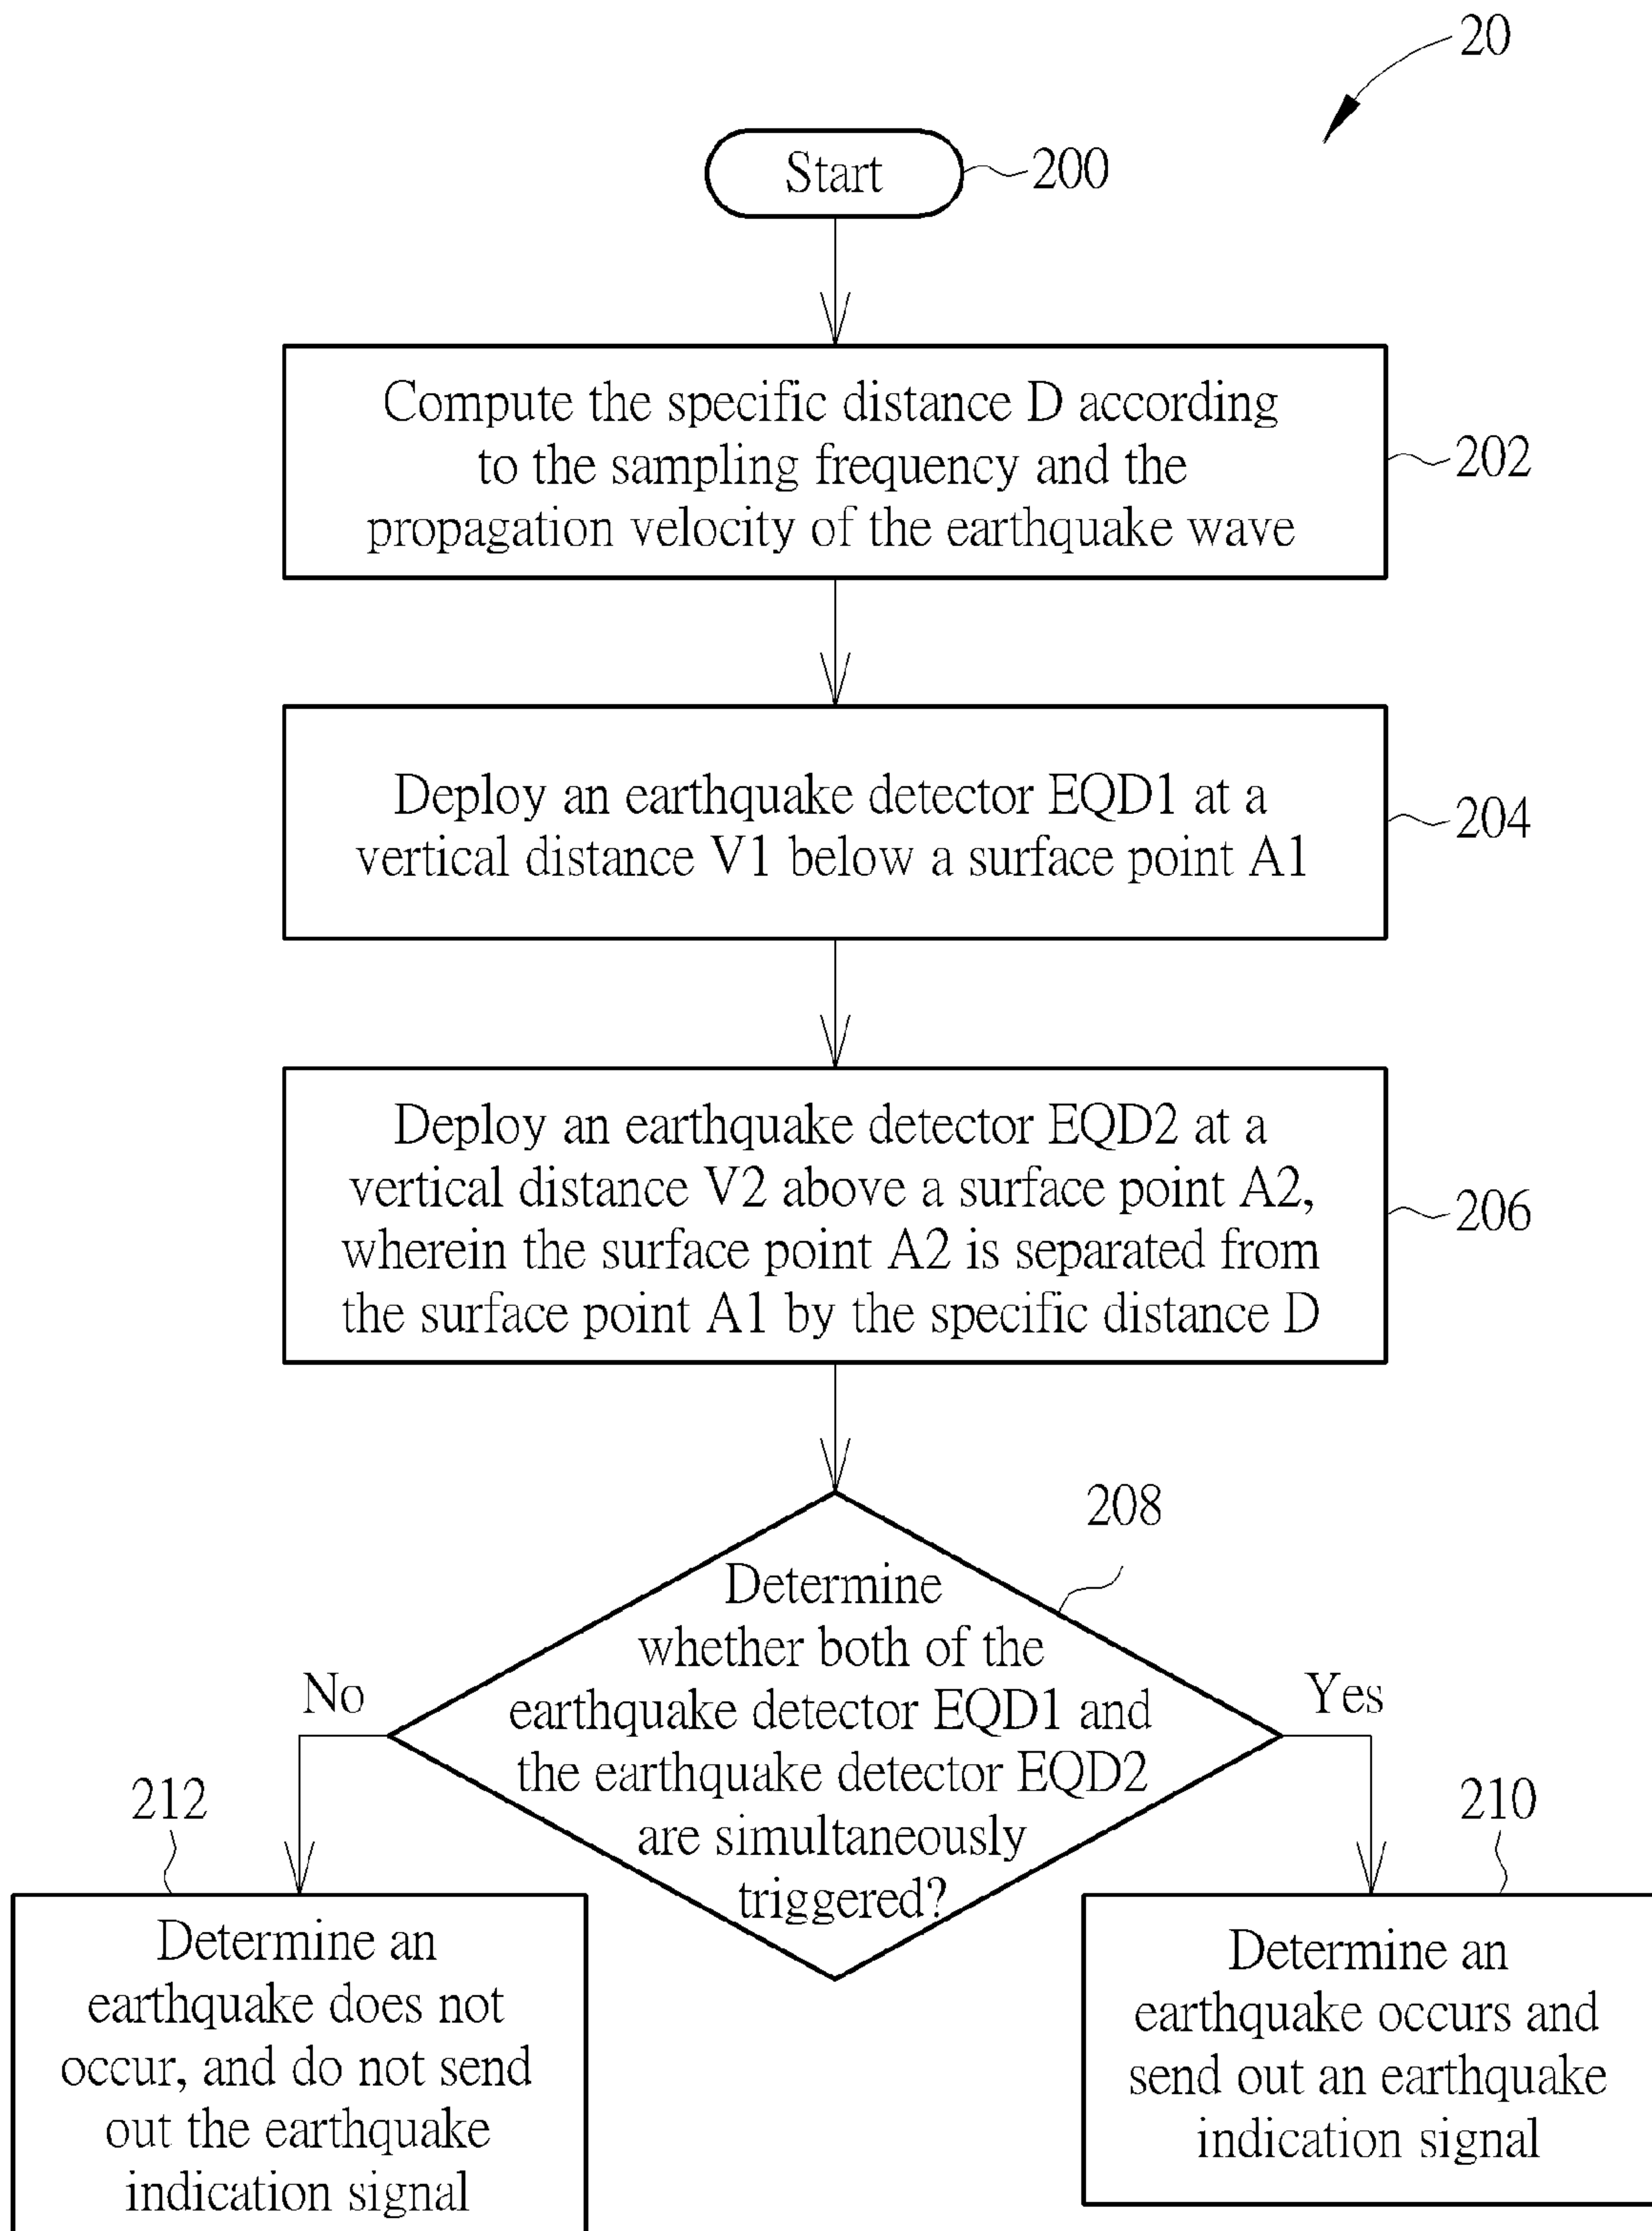 20
Start
200
Compute the specific distance D according
to the sampling frequency and the
propagation velocity of the earthquake wave
202
Deploy an earthquake detector EQD1 at a
vertical distance V1 below a surface point A1
204
Deploy an earthquake detector EQD2 at a
vertical distance V2 above a surface point A2,
wherein the surface point A2 is separated from
the surface point A1 by the specific distance D
206
208
Determine
whether both of the
earthquake detector EQD1 and
the earthquake detector EQD2
are simultaneously
triggered?
No
Yes
212
Determine an
earthquake does not
occur, and do not send
out the earthquake
indication signal
210
Determine an
earthquake occurs and
send out an earthquake
indication signal